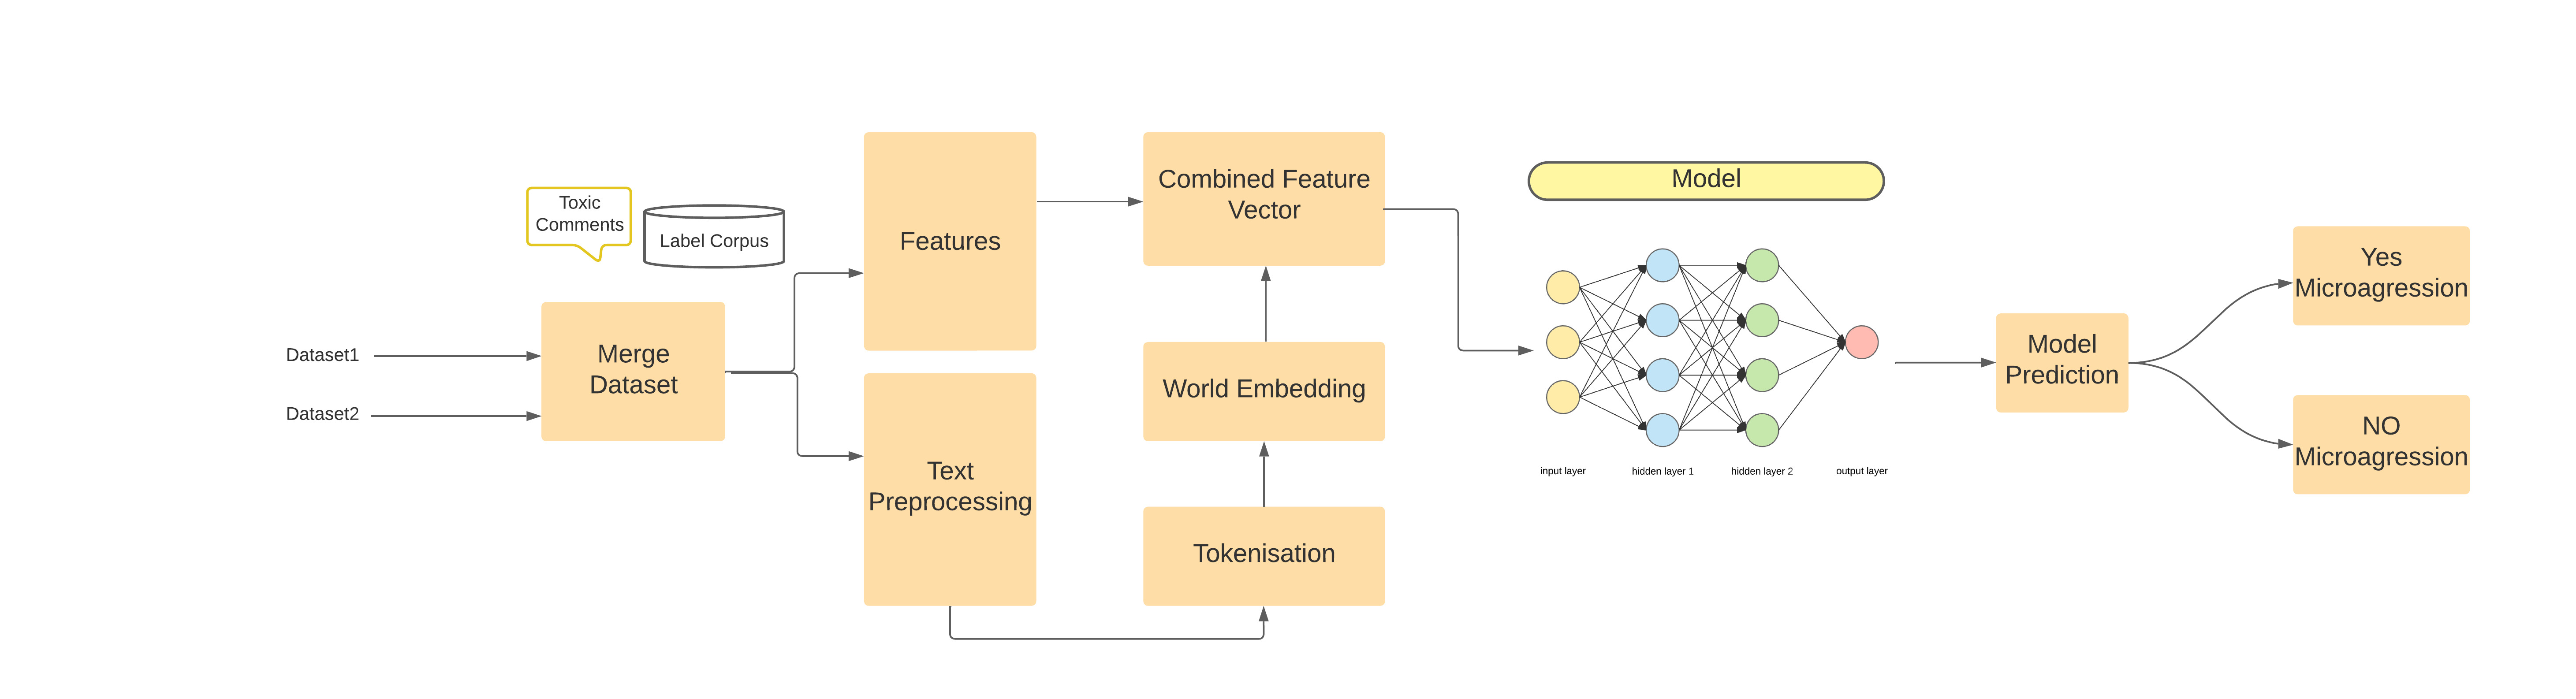 Toxic
Comments
Label Corpus
Dataset1
Dataset2
Merge
Dataset
Features
Text
Preprocessing
Combined Feature
Vector
World Embedding
Tokenisation
Model
input layer
hidden layer 1
hidden layer 2
output layer
Model
Prediction
Yes
Microagression
NO
Microagression